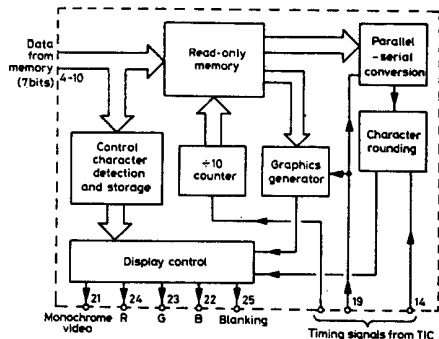 Data
from
memory
(7bits)
4-10
Read-only
memory
Parallel
-serial
conversion
Control
character
detection
and storage
÷10
counter
Graphics
generator
Character
rounding
Display control
21
24
23
22
25
19
14
Monochrome
video
R
G
B
Blanking
Timing signals from TIC